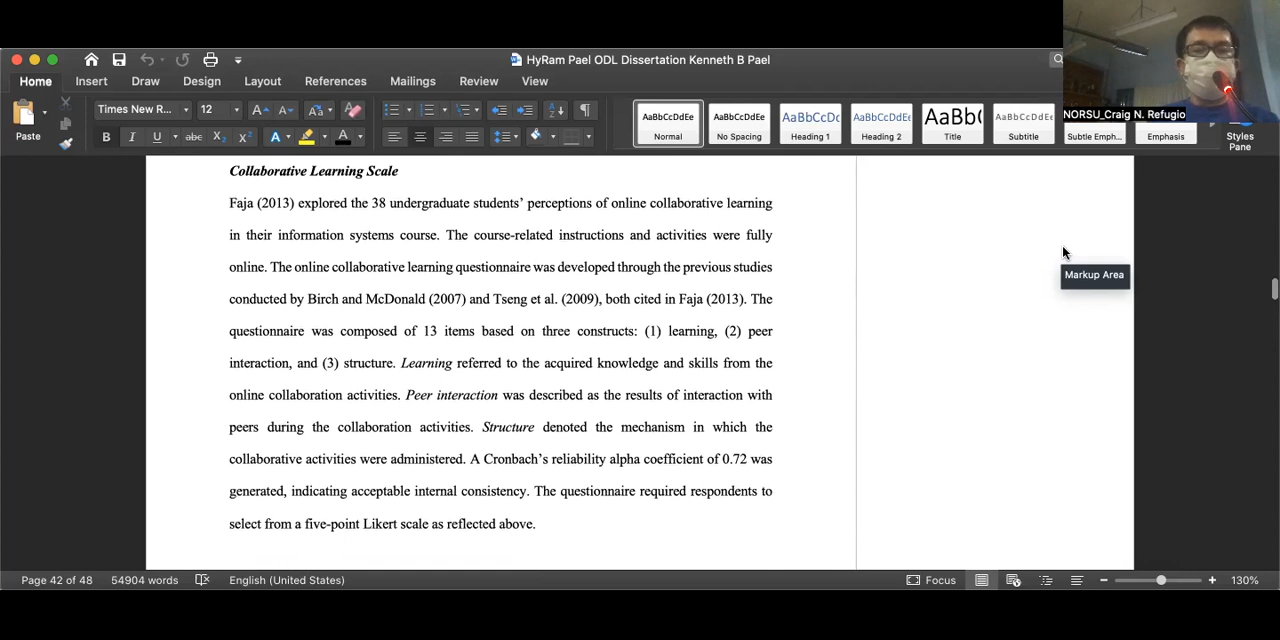 HyRam Pael ODL Dissertation Kenneth B Pael
Home Insert Draw Design Layout References Mailings Review View
Times New R... 12
Paste
AaBbCcDdEe AaBbCcDdEe AaBbCcDc AaBbCcDdEe AaBb( AaBbCcDdEe
Normal No Spacing Heading 1 Heading 2 Title Subtitle Subtle Emph... Emphasis Styles Pane
NORSU_Craig N. Refugio
Collaborative Learning Scale
Faja (2013) explored the 38 undergraduate students’ perceptions of online collaborative learning
in their information systems course. The course-related instructions and activities were fully
online. The online collaborative learning questionnaire was developed through the previous studies
conducted by Birch and McDonald (2007) and Tseng et al. (2009), both cited in Faja (2013). The
questionnaire was composed of 13 items based on three constructs: (1) learning, (2) peer
interaction, and (3) structure. Learning referred to the acquired knowledge and skills from the
online collaboration activities. Peer interaction was described as the results of interaction with
peers during the collaboration activities. Structure denoted the mechanism in which the
collaborative activities were administered. A Cronbach’s reliability alpha coefficient of 0.72 was
generated, indicating acceptable internal consistency. The questionnaire required respondents to
select from a five-point Likert scale as reflected above.
Markup Area
Page 42 of 48 54904 words English (United States) Focus 130%